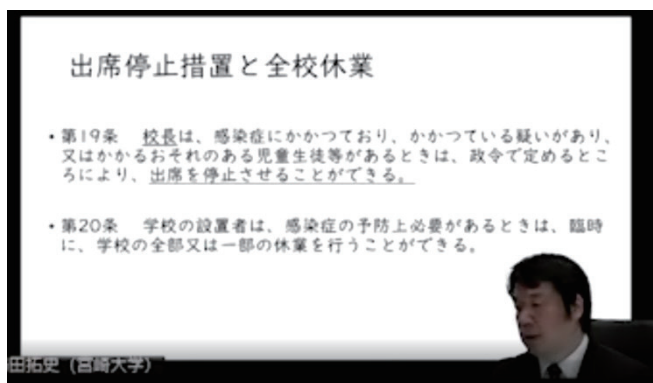 出席停止措置と全校休業
・第19条　校長は、感染症にかかつており、かかつている疑いがあり、
又はかかるおそれのある児童生徒等があるときは、政令で定めるとこ
ろにより、出席を停止させることができる。
・第20条　学校の設置者は、感染症の予防上必要があるときは、臨時
に、学校の全部又は一部の休業を行うことができる。
田拓史（宮崎大学）